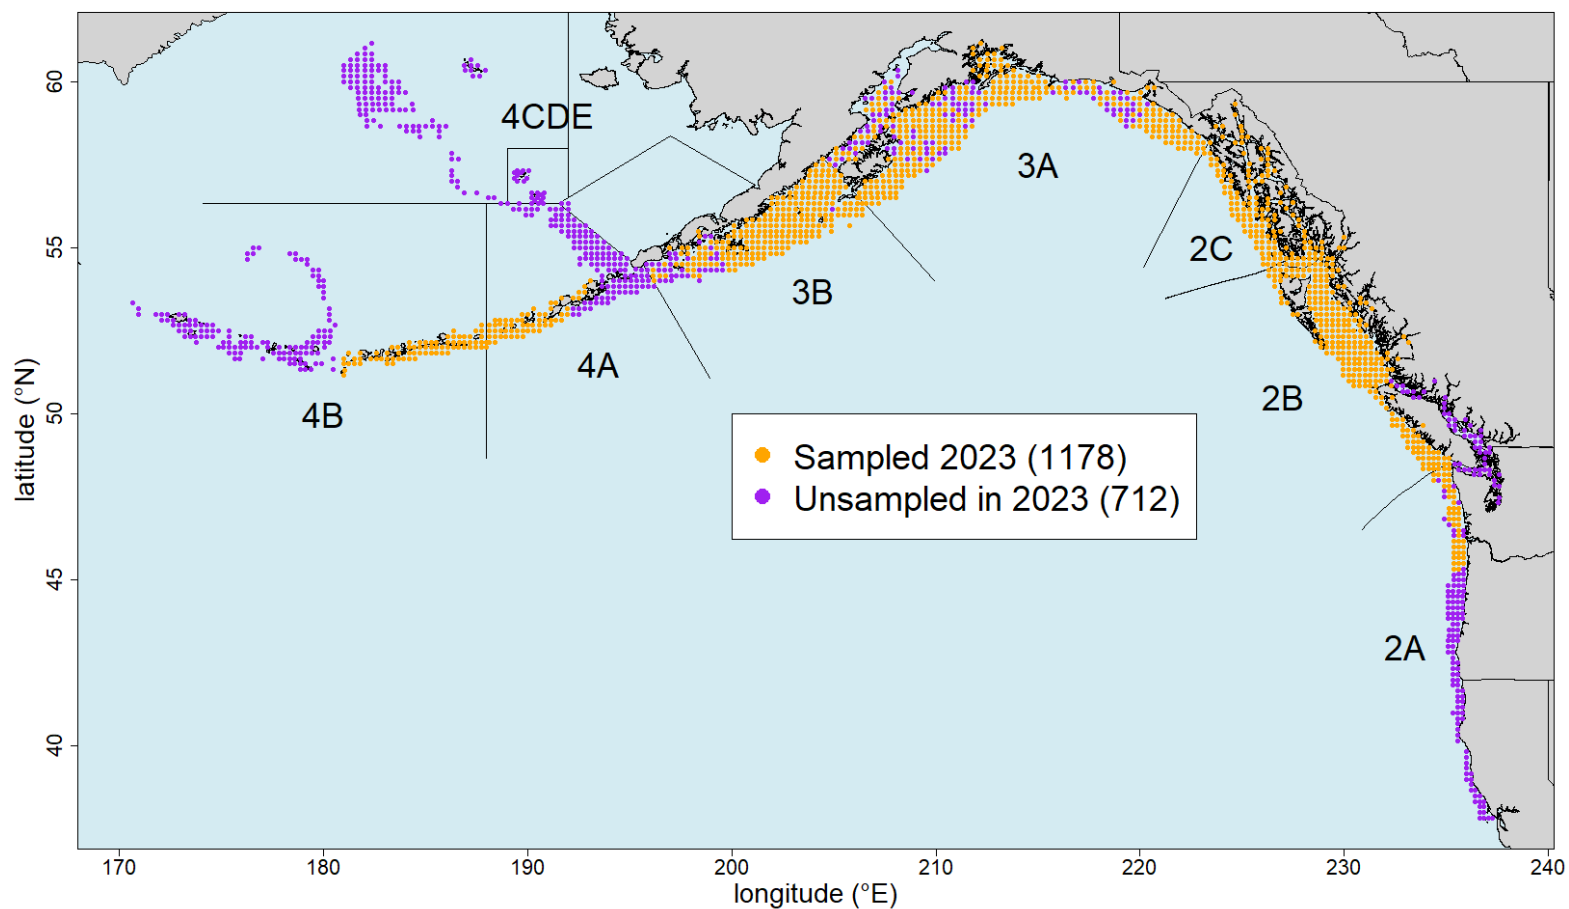 60
55
50
45
40
latitude (°N)
4CDE
3A
2C
3B
4A
2B
4B
2A
Sampled 2023 (1178)
Unsampled in 2023 (712)
170 180 190 200 210 220 230 240
longitude (°E)